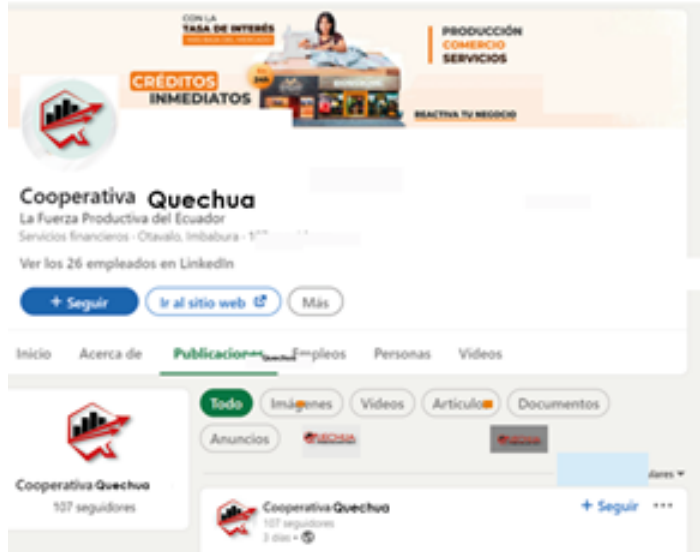 CON LA
TASA DE INTERÉS
PRODUCCIÓN
COMERCIO
SERVICIOS
CRÉDITOS
INMEDIATOS
REACTIVA TU NEGOCIO
Cooperativa Quechua
La Fuerza Productiva del Ecuador
Servicios financieros - Otavalo, Imbabura -
Ver los 26 empleados en LinkedIn
+ Seguir
Ir al sitio web
Más
Inicio Acerca de Publicaciones Quechua Empleos Personas Videos
Todo Imágenes Videos Artículos Documentos
Anuncios QUECHUA
Cooperativa Quechua
107 seguidores
Cooperativa Quechua
107 seguidores
3 días
+ Seguir